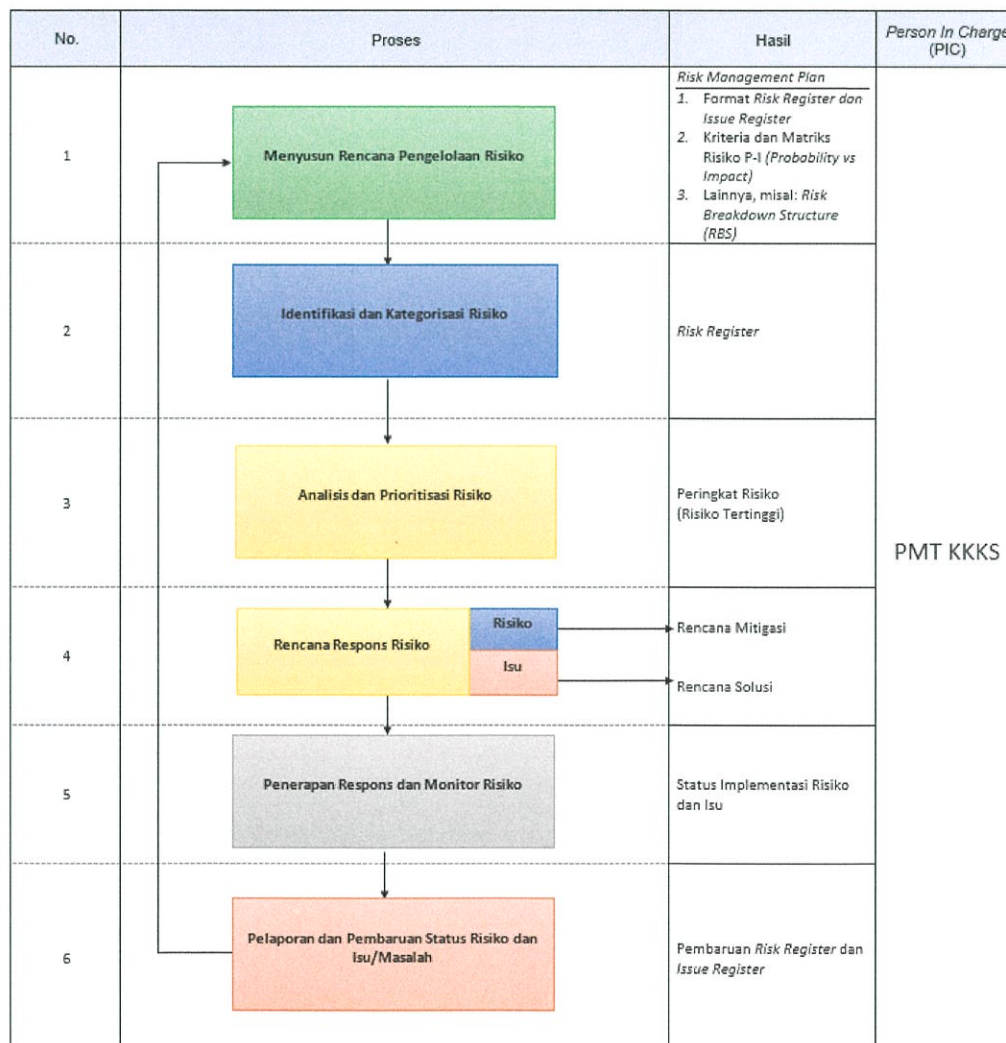 No.
Proses
Hasil
Person In Charge
(PIC)
1
Menyusun Rencana Pengelolaan Risiko
Risk Management Plan
1. Format Risk Register dan
Issue Register
2. Kriteria dan Matriks
Risiko P-I (Probability vs
Impact)
3. Lainnya, misal: Risk
Breakdown Structure
(RBS)
2
Identifikasi dan Kategorisasi Risiko
Risk Register
3
Analisis dan Prioritisasi Risiko
Peringkat Risiko
(Risiko Tertinggi)
PMT KKKS
4
Rencana Respons Risiko
Risiko
Isu
Rencana Mitigasi
Rencana Solusi
5
Penerapan Respons dan Monitor Risiko
Status Implementasi Risiko
dan Isu
6
Pelaporan dan Pembaruan Status Risiko dan
Isu/Masalah
Pembaruan Risk Register dan
Issue Register